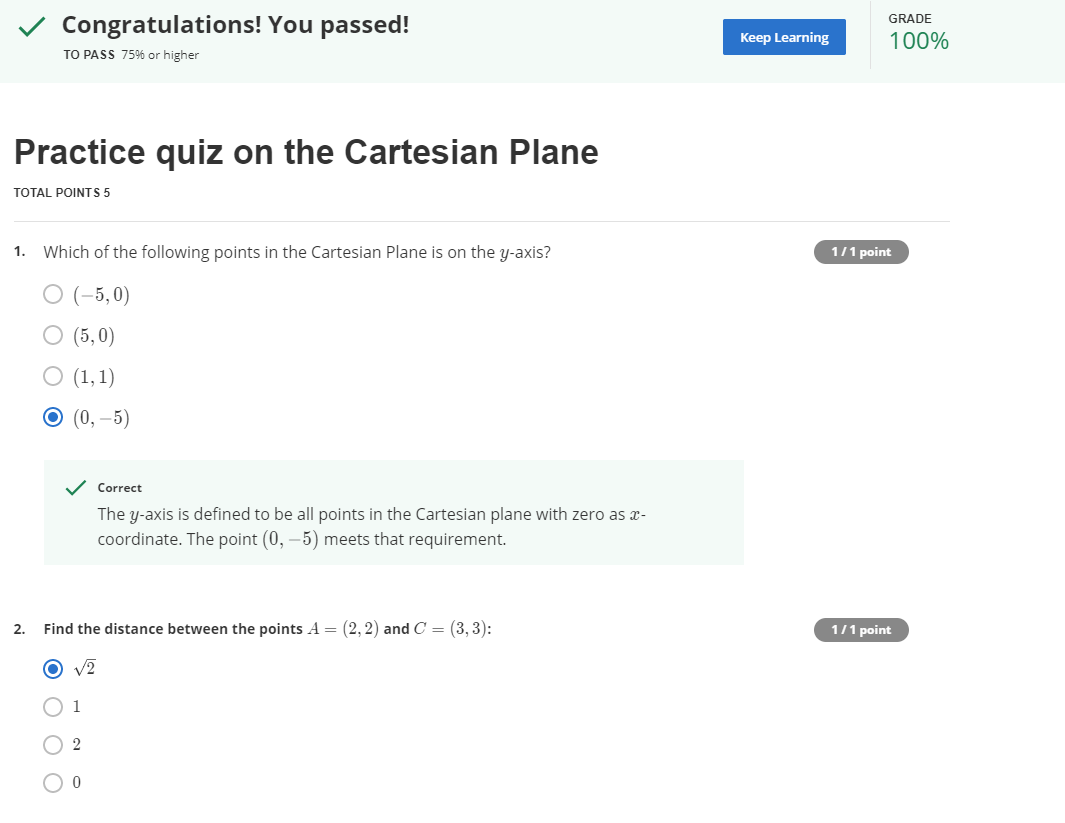 Congratulations! You passed!
TO PASS 75% or higher
Keep Learning
GRADE
100%
Practice quiz on the Cartesian Plane
TOTAL POINTS 5
1. Which of the following points in the Cartesian Plane is on the y-axis?
1 / 1 point
(−5, 0)
(5, 0)
(1, 1)
(0, −5)
Correct
The y-axis is defined to be all points in the Cartesian plane with zero as x-
coordinate. The point (0, −5) meets that requirement.
2. Find the distance between the points A = (2, 2) and C = (3, 3):
1 / 1 point
√2
1
2
0